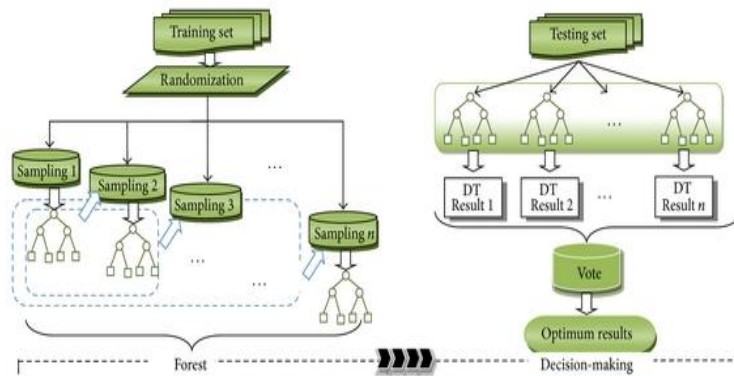 Training set
Randomization
Sampling 1
Sampling 2
Sampling 3
...
Sampling n
...
...
Forest
Testing set
...
DT
Result 1
DT
Result 2
...
DT
Result n
Vote
Optimum results
Decision-making